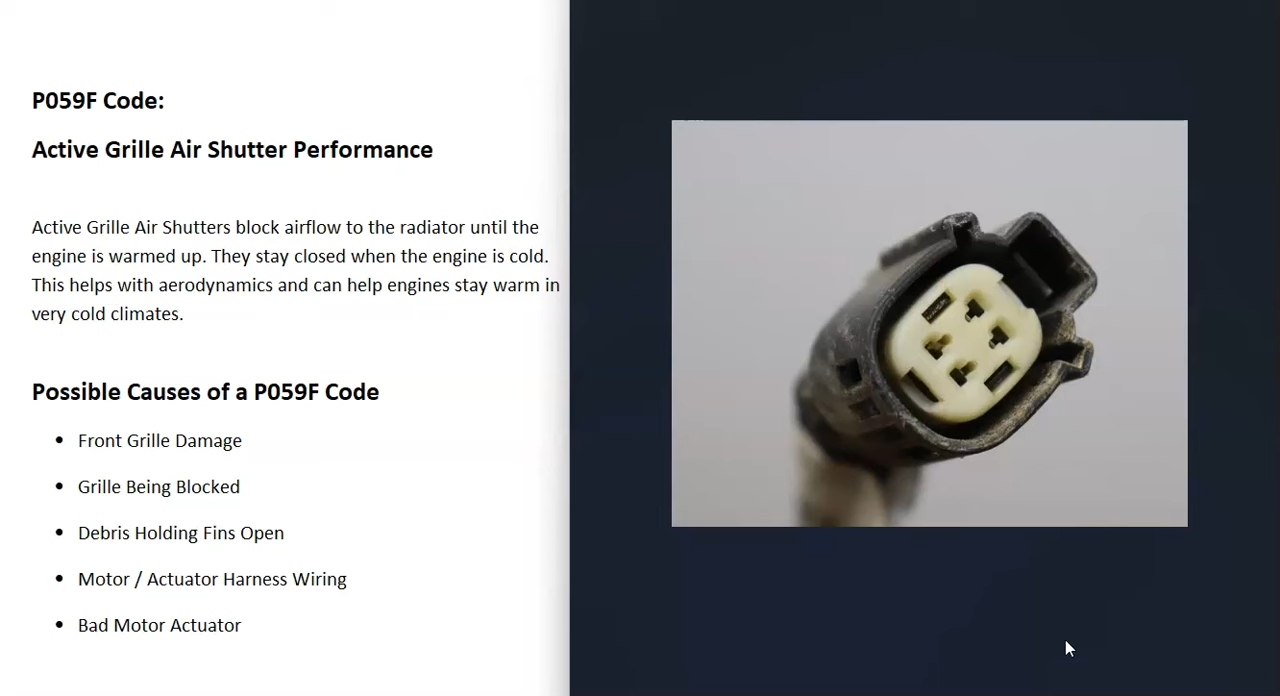 P059F Code:
Active Grille Air Shutter Performance
Active Grille Air Shutters block airflow to the radiator until the
engine is warmed up. They stay closed when the engine is cold.
This helps with aerodynamics and can help engines stay warm in
very cold climates.
Possible Causes of a P059F Code
• Front Grille Damage
• Grille Being Blocked
• Debris Holding Fins Open
• Motor / Actuator Harness Wiring
• Bad Motor Actuator